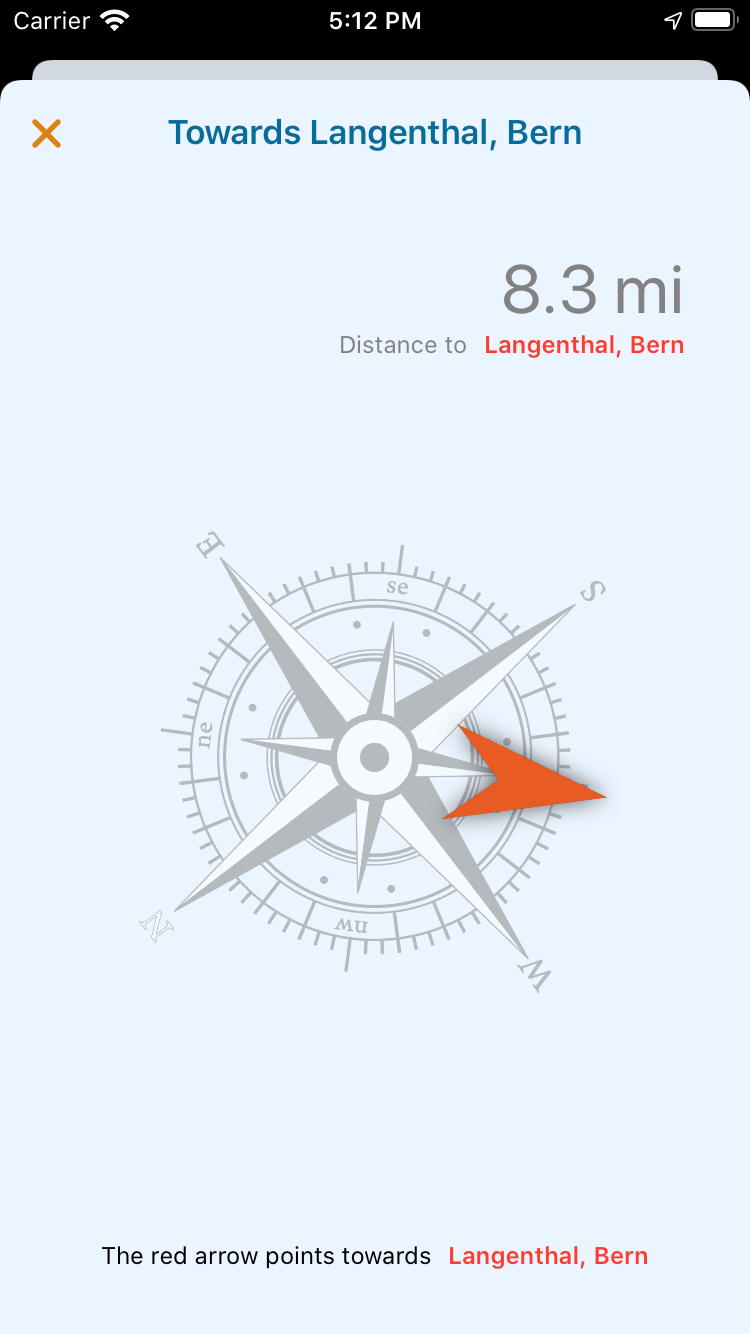 Carrier 5:12 PM
Towards Langenthal, Bern
8.3 mi
Distance to Langenthal, Bern
E
S
se
ne
nw
N
W
The red arrow points towards Langenthal, Bern